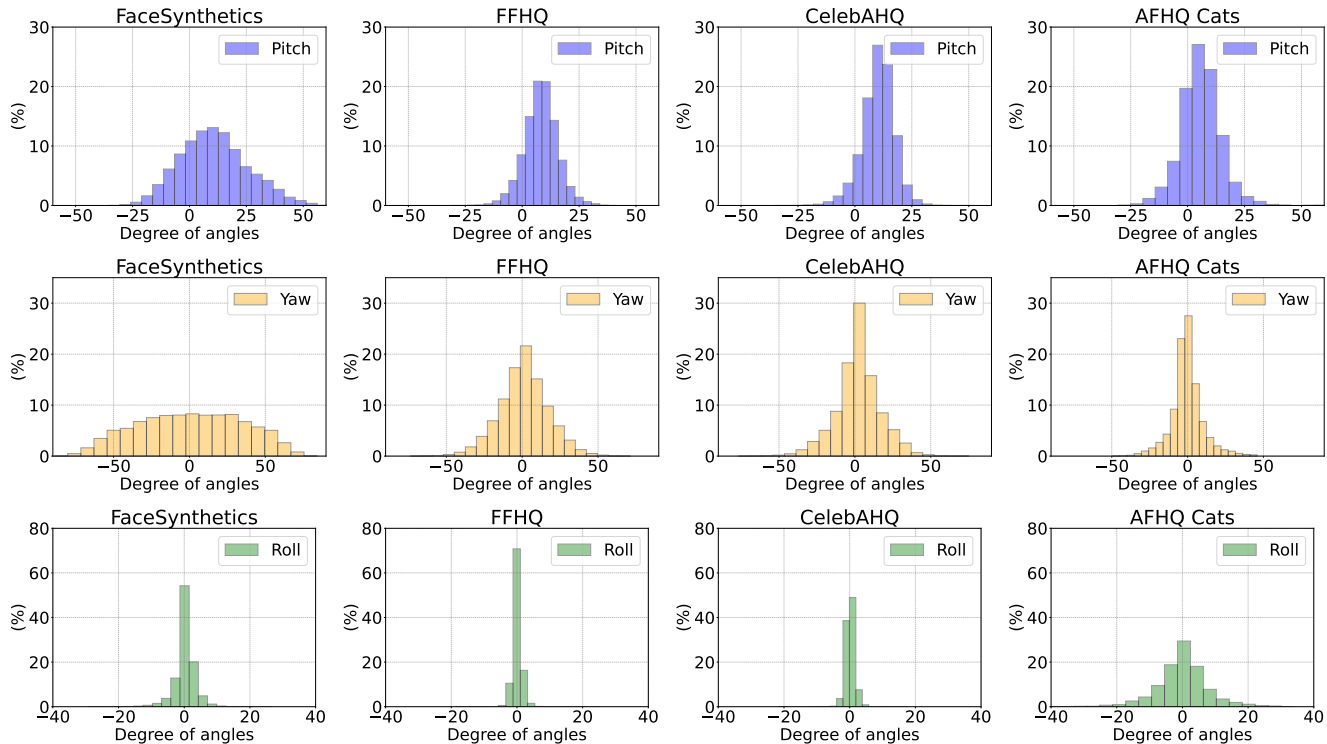 FaceSynthetics
30
20
10
0
(%)
Pitch
−50 −25 0 25 50
Degree of angles
FFHQ
30
20
10
0
(%)
Pitch
−50 −25 0 25 50
Degree of angles
CelebAHQ
30
20
10
0
(%)
Pitch
−50 −25 0 25 50
Degree of angles
AFHQ Cats
30
20
10
0
(%)
Pitch
−50 −25 0 25 50
Degree of angles
FaceSynthetics
30
20
10
0
(%)
Yaw
−50 0 50
Degree of angles
FFHQ
30
20
10
0
(%)
Yaw
−50 0 50
Degree of angles
CelebAHQ
30
20
10
0
(%)
Yaw
−50 0 50
Degree of angles
AFHQ Cats
30
20
10
0
(%)
Yaw
−50 0 50
Degree of angles
FaceSynthetics
80
60
40
20
0
(%)
Roll
−40 −20 0 20 40
Degree of angles
FFHQ
80
60
40
20
0
(%)
Roll
−40 −20 0 20 40
Degree of angles
CelebAHQ
80
60
40
20
0
(%)
Roll
−40 −20 0 20 40
Degree of angles
AFHQ Cats
80
60
40
20
0
(%)
Roll
−40 −20 0 20 40
Degree of angles